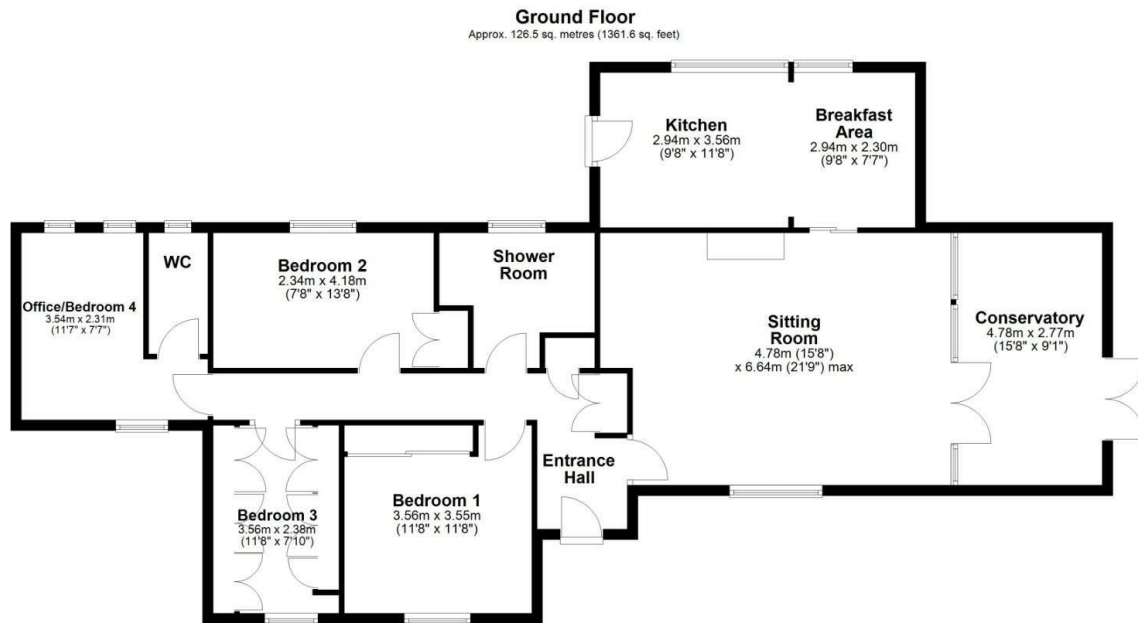 Ground Floor
Approx. 126.5 sq. metres (1361.6 sq. feet)
Kitchen
2.94m x 3.56m
(9'8" x 11'8")
Breakfast
Area
2.94m x 2.30m
(9'8" x 7'7")
Office/Bedroom 4
3.54m x 2.31m
(11'7" x 7'7")
WC
Bedroom 2
2.34m x 4.18m
(7'8" x 13'8")
Shower
Room
Sitting
Room
4.78m (15'8")
x 6.64m (21'9") max
Conservatory
4.78m x 2.77m
(15'8" x 9'1")
Bedroom 3
3.56m x 2.38m
(11'8" x 7'10")
Bedroom 1
3.56m x 3.55m
(11'8" x 11'8")
Entrance
Hall